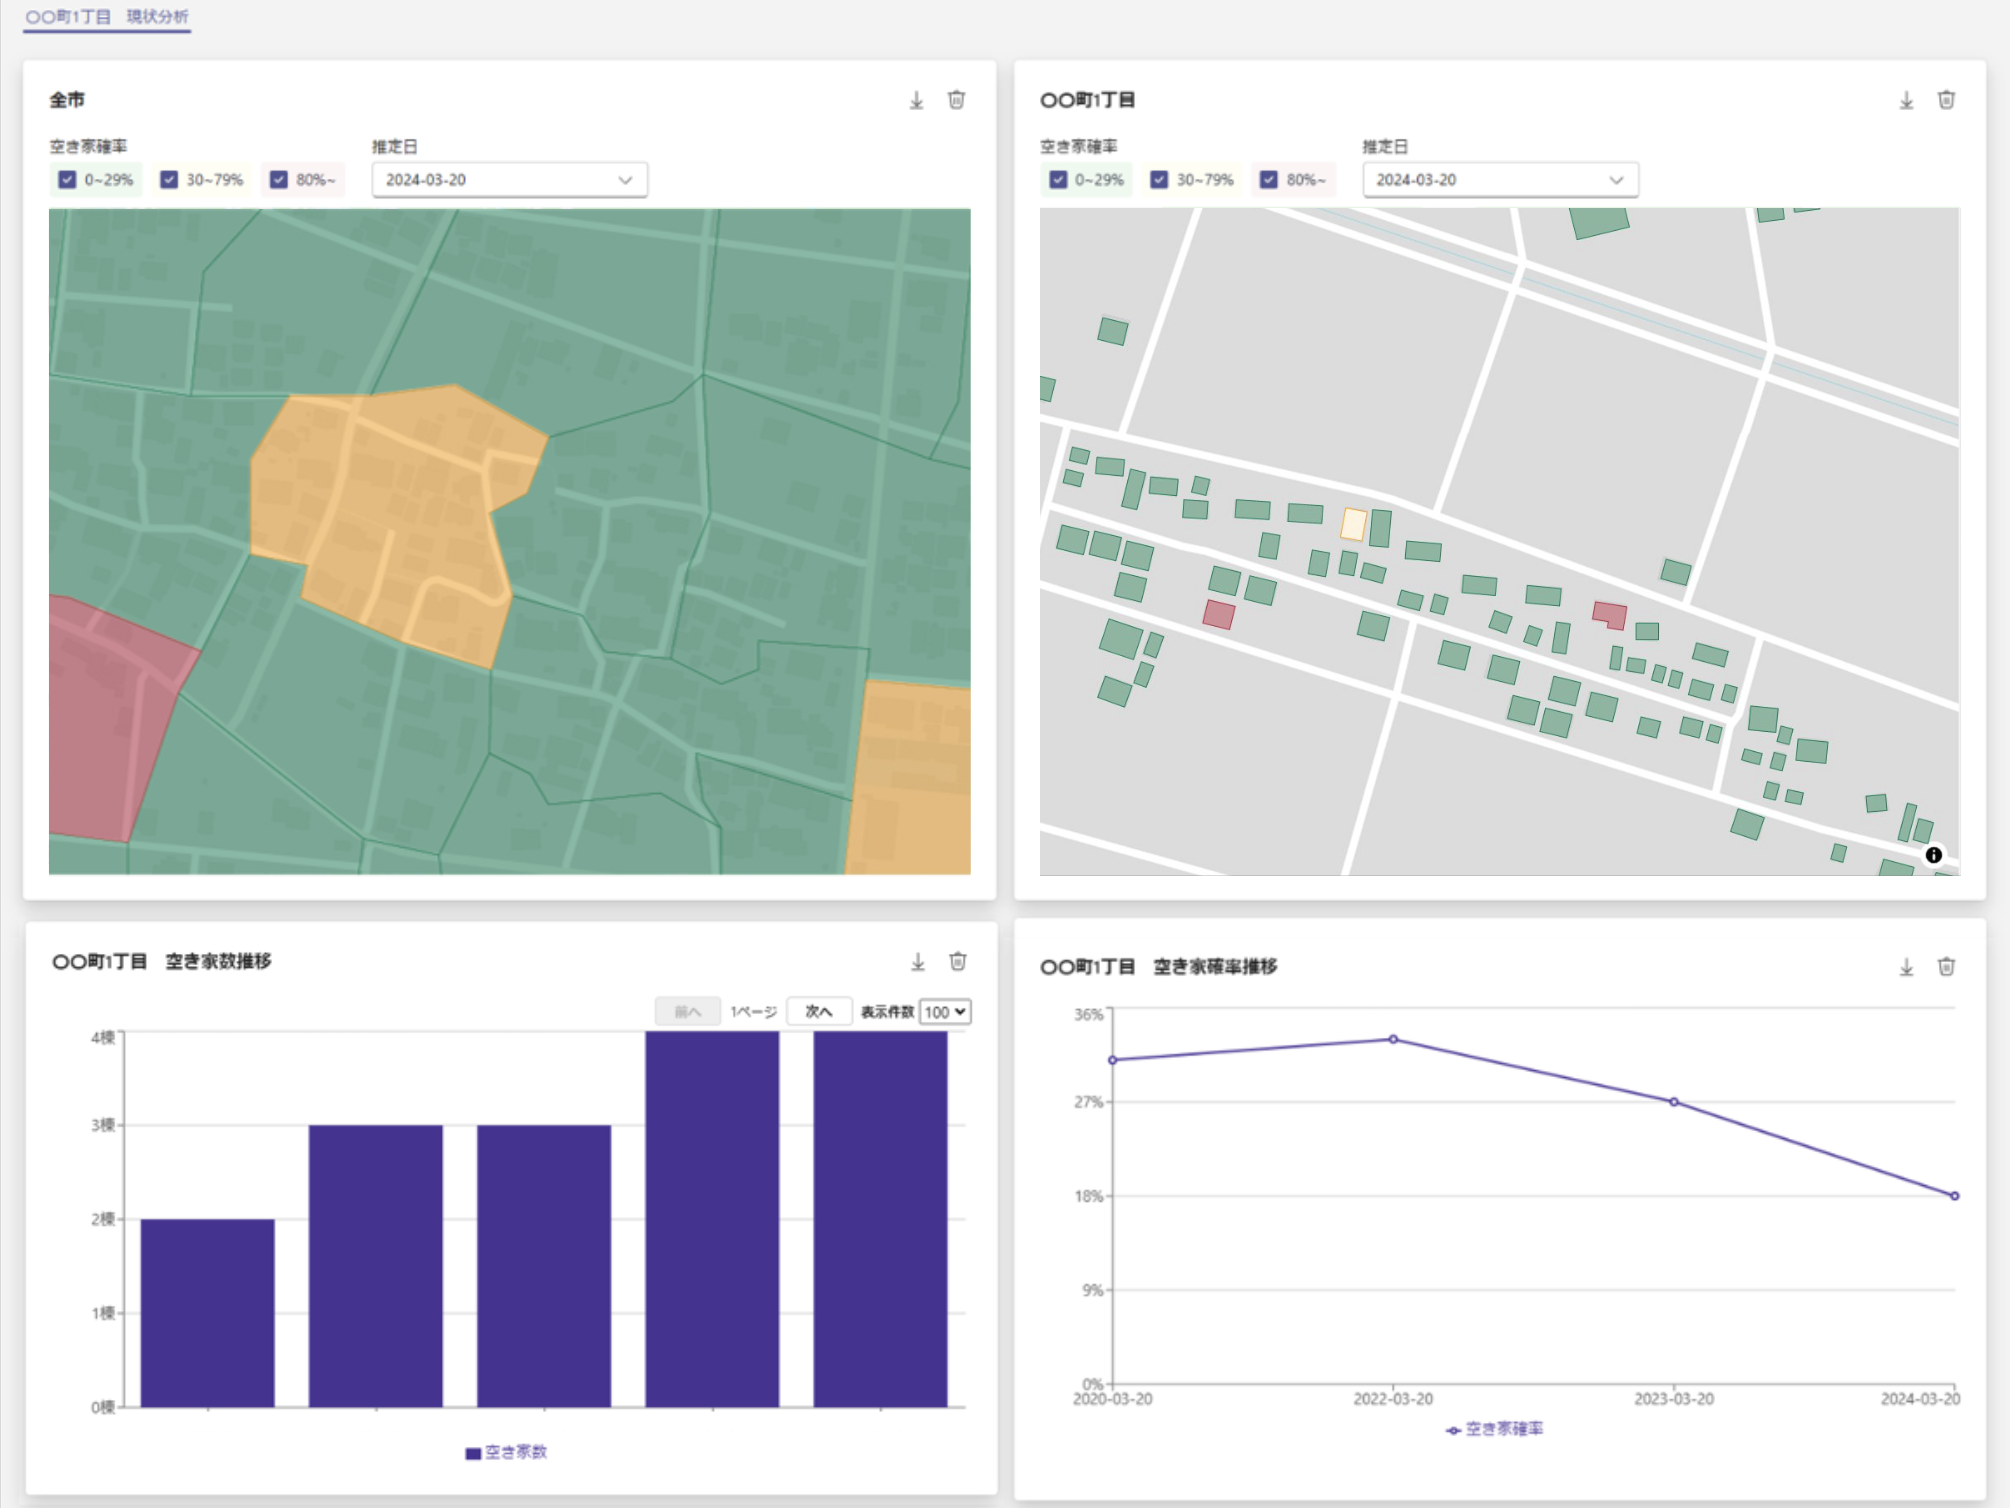 〇〇町1丁目　現状分析
全市
空き家確率
推定日
0~29%
30~79%
80%~
2024-03-20
〇〇町1丁目
空き家確率
推定日
0~29%
30~79%
80%~
2024-03-20
〇〇町1丁目　空き家数推移
前へ
1ページ
次へ
表示件数
100
4棟
3棟
2棟
1棟
0棟
空き家数
〇〇町1丁目　空き家確率推移
36%
27%
18%
9%
0%
2020-03-20
2022-03-20
2023-03-20
2024-03-20
空き家確率